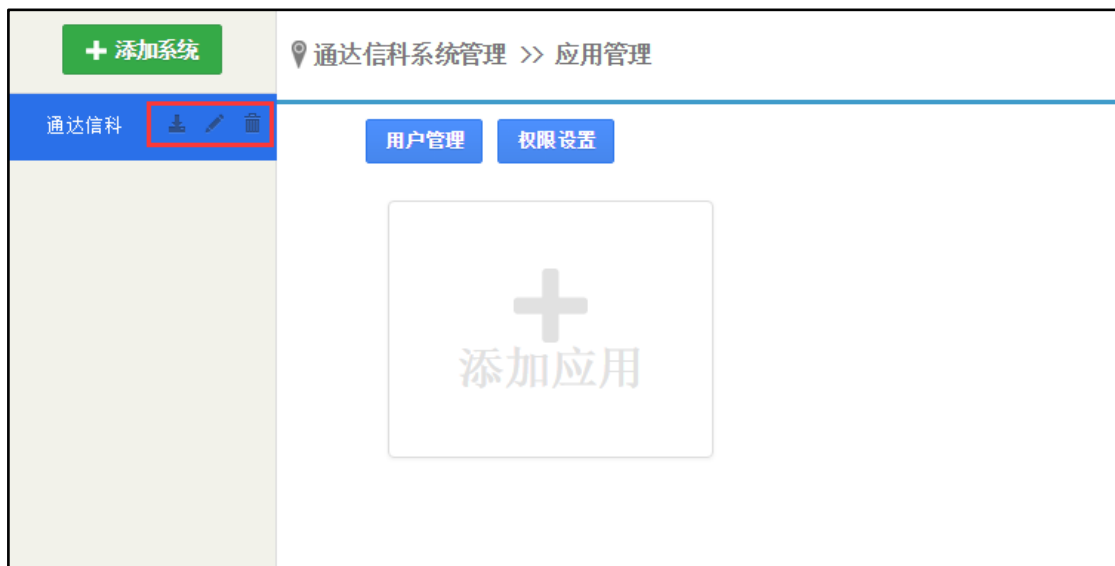 添加系统
通达信科系统管理 >> 应用管理
通达信科
用户管理 权限设置
添加应用